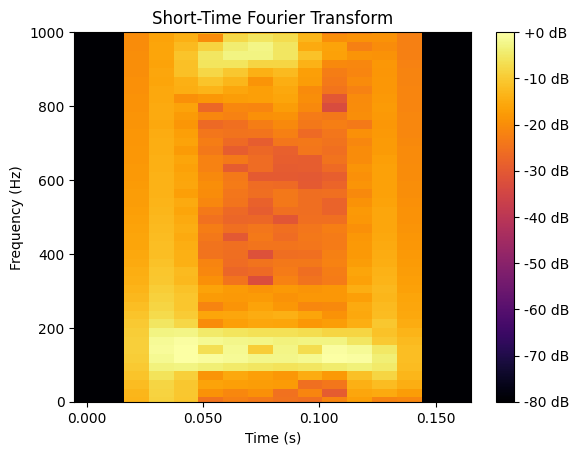 Short-Time Fourier Transform
Frequency (Hz)
1000
800
600
400
200
0
0.000
0.050
0.100
0.150
Time (s)
+0 dB
-10 dB
-20 dB
-30 dB
-40 dB
-50 dB
-60 dB
-70 dB
-80 dB